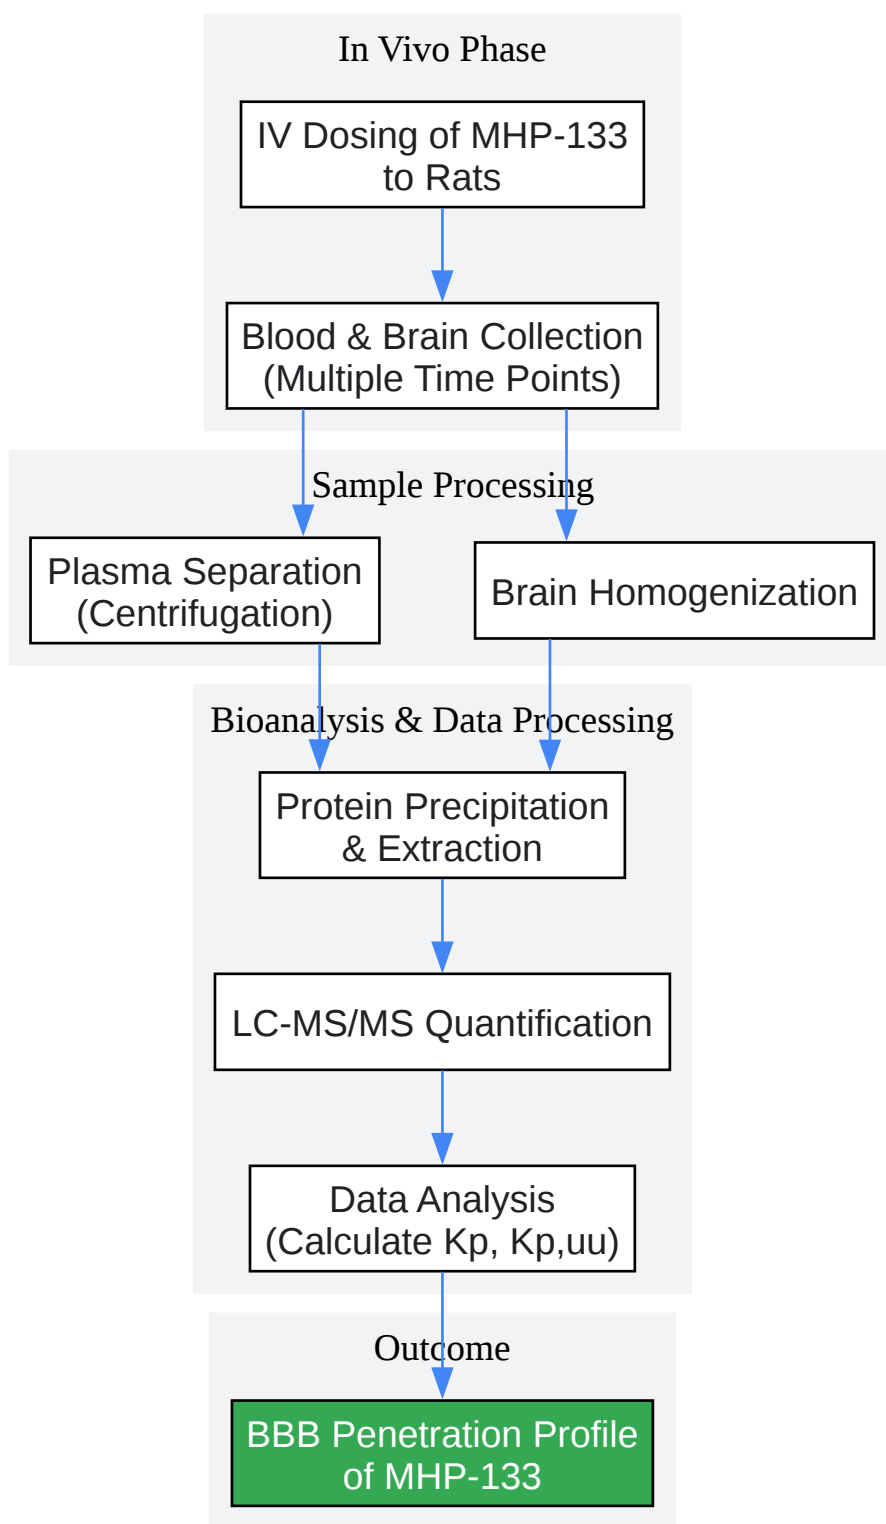 In Vivo Phase
IV Dosing of MHP-133
to Rats
Blood & Brain Collection
(Multiple Time Points)
Sample Processing
Plasma Separation
(Centrifugation)
Brain Homogenization
Bioanalysis & Data Processing
Protein Precipitation
& Extraction
LC-MS/MS Quantification
Data Analysis
(Calculate Kp, Kp,uu)
Outcome
BBB Penetration Profile
of MHP-133